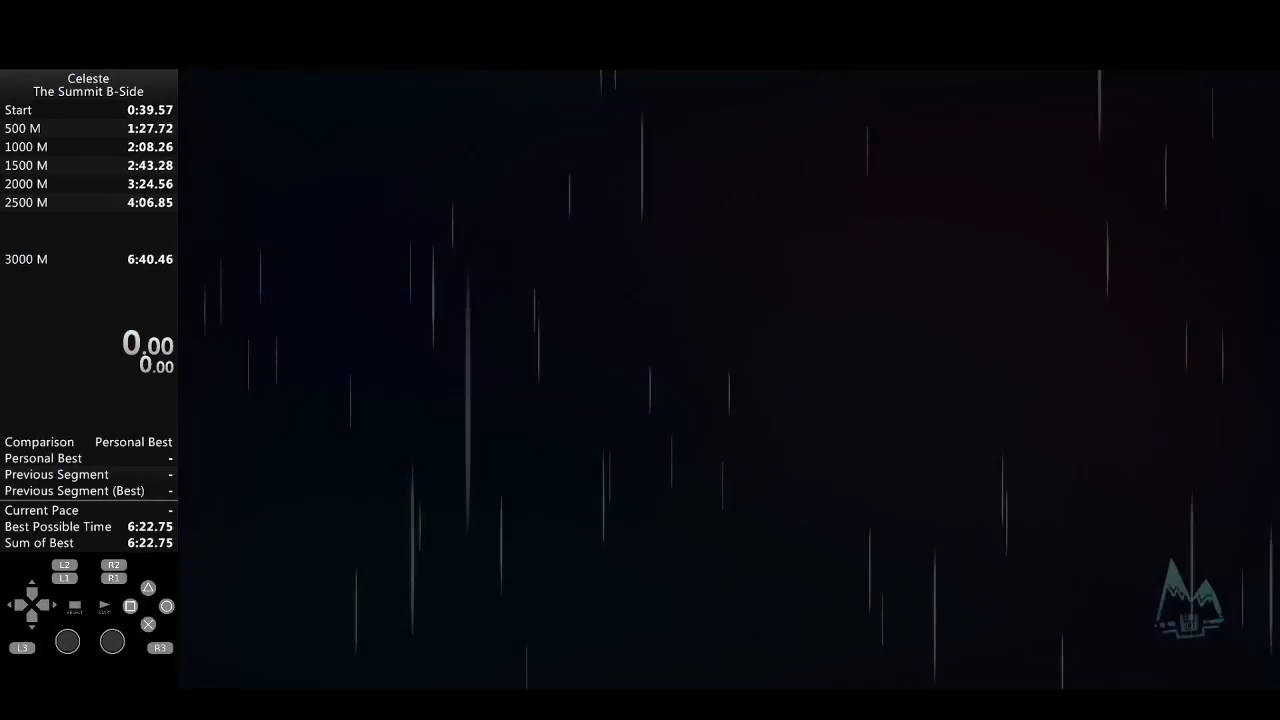 Celeste
The Summit B-Side
Start 0:39.57
500 M 1:27.72
1000 M 2:08.26
1500 M 2:43.28
2000 M 3:24.56
2500 M 4:06.85
3000 M 6:40.46
0.00
0.00
Comparison Personal Best
Personal Best -
Previous Segment -
Previous Segment (Best) -
Current Pace -
Best Possible Time 6:22.75
Sum of Best 6:22.75
L2 R2
L1 R1
SELECT START
L3 R3